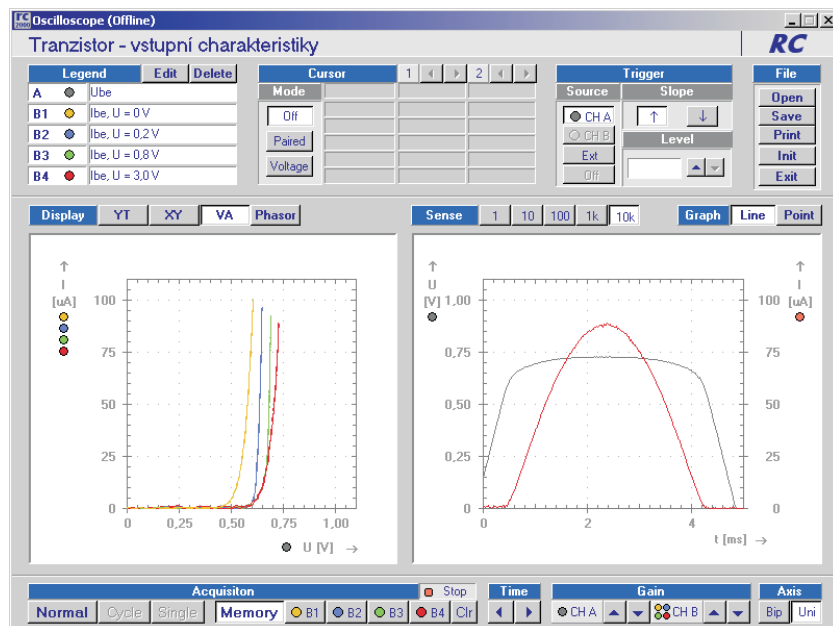 rc 2000 Oscilloscope (Offline)
Tranzistor - vstupní charakteristiky
RC
Legend Edit Delete
A Ube
B1 Ibe, U = 0 V
B2 Ibe, U = 0,2 V
B3 Ibe, U = 0,8 V
B4 Ibe, U = 3,0 V
Cursor 1 2
Mode
Off
Paired
Voltage
Trigger
Source Slope
CH A ↑ ↓
CH B
Level
Ext
Off
File
Open
Save
Print
Init
Exit
Display YT XY VA Phasor
Sense 1 10 100 1k 10k
Graph Line Point
↑
I
[uA]
100
75
50
25
0
0 0,25 0,50 0,75 1,00
U [V] →
↑
U
[V] 1,00
0,75
0,50
0,25
0
↑
I
100 [uA]
75
50
25
0
0 2 4
t [ms] →
Acquisiton Stop
Normal Cycle Single Memory B1 B2 B3 B4 Clr
Time
Gain
CH A CH B
Axis
Bip Uni